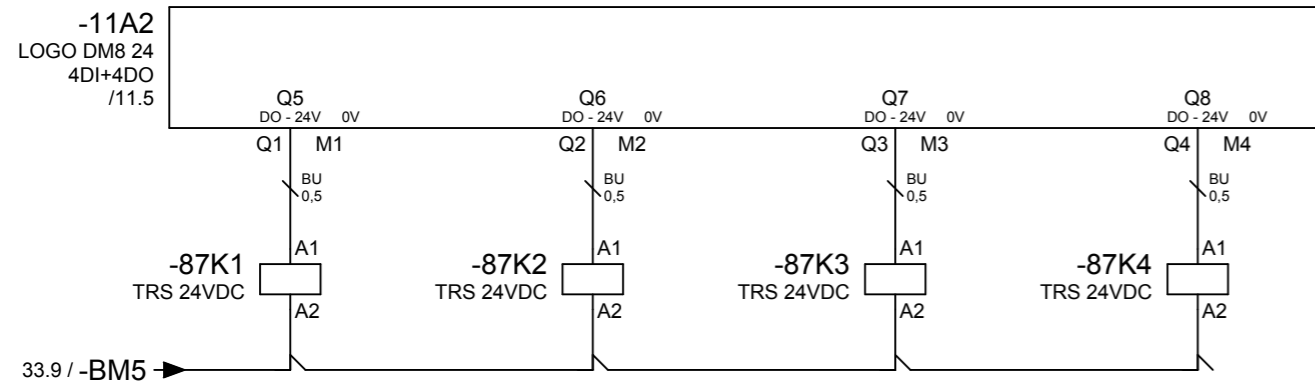 -11A2
LOGO DM8 24
4DI+4DO
/11.5
Q5 Q6 Q7 Q8
DO - 24V 0V DO - 24V 0V DO - 24V 0V DO - 24V 0V
Q1 M1 Q2 M2 Q3 M3 Q4 M4
BU BU BU BU
0,5 0,5 0,5 0,5
A1 A1 A1 A1
-87K1 -87K2 -87K3 -87K4
TRS 24VDC TRS 24VDC TRS 24VDC TRS 24VDC
A2 A2 A2 A2
33.9 / -BM5